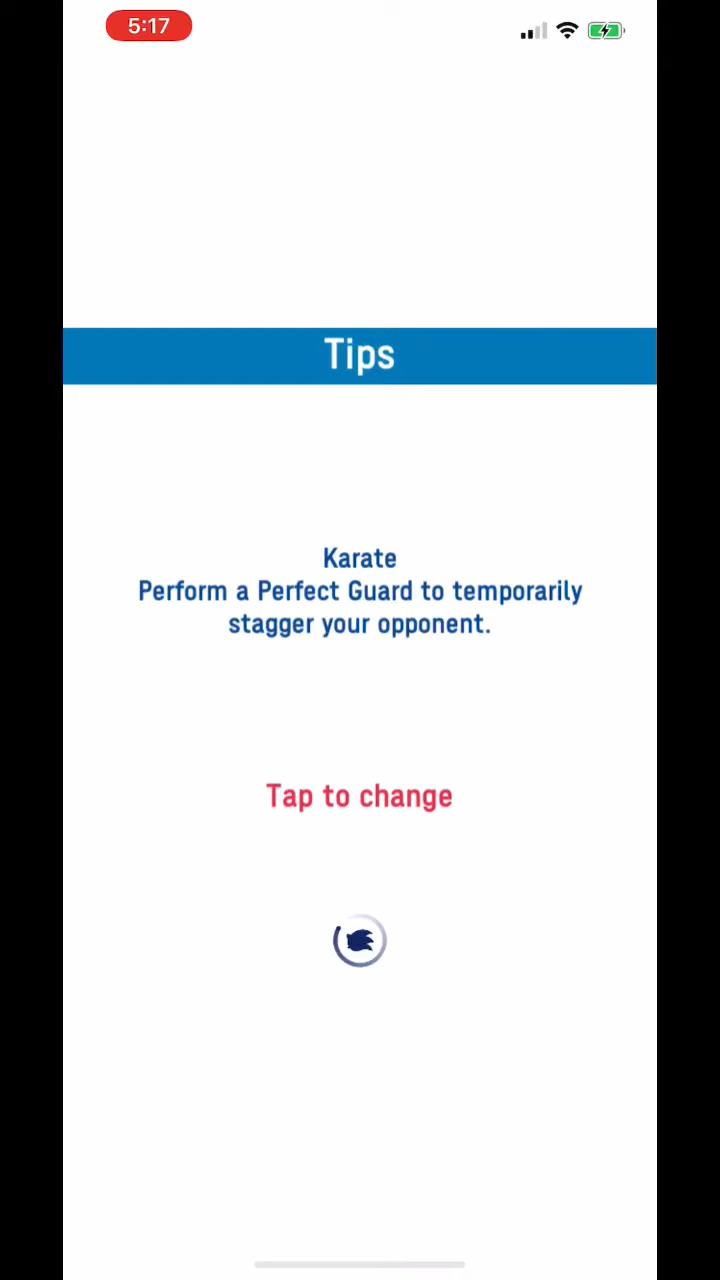 5:17
Tips
Karate
Perform a Perfect Guard to temporarily
stagger your opponent.
Tap to change